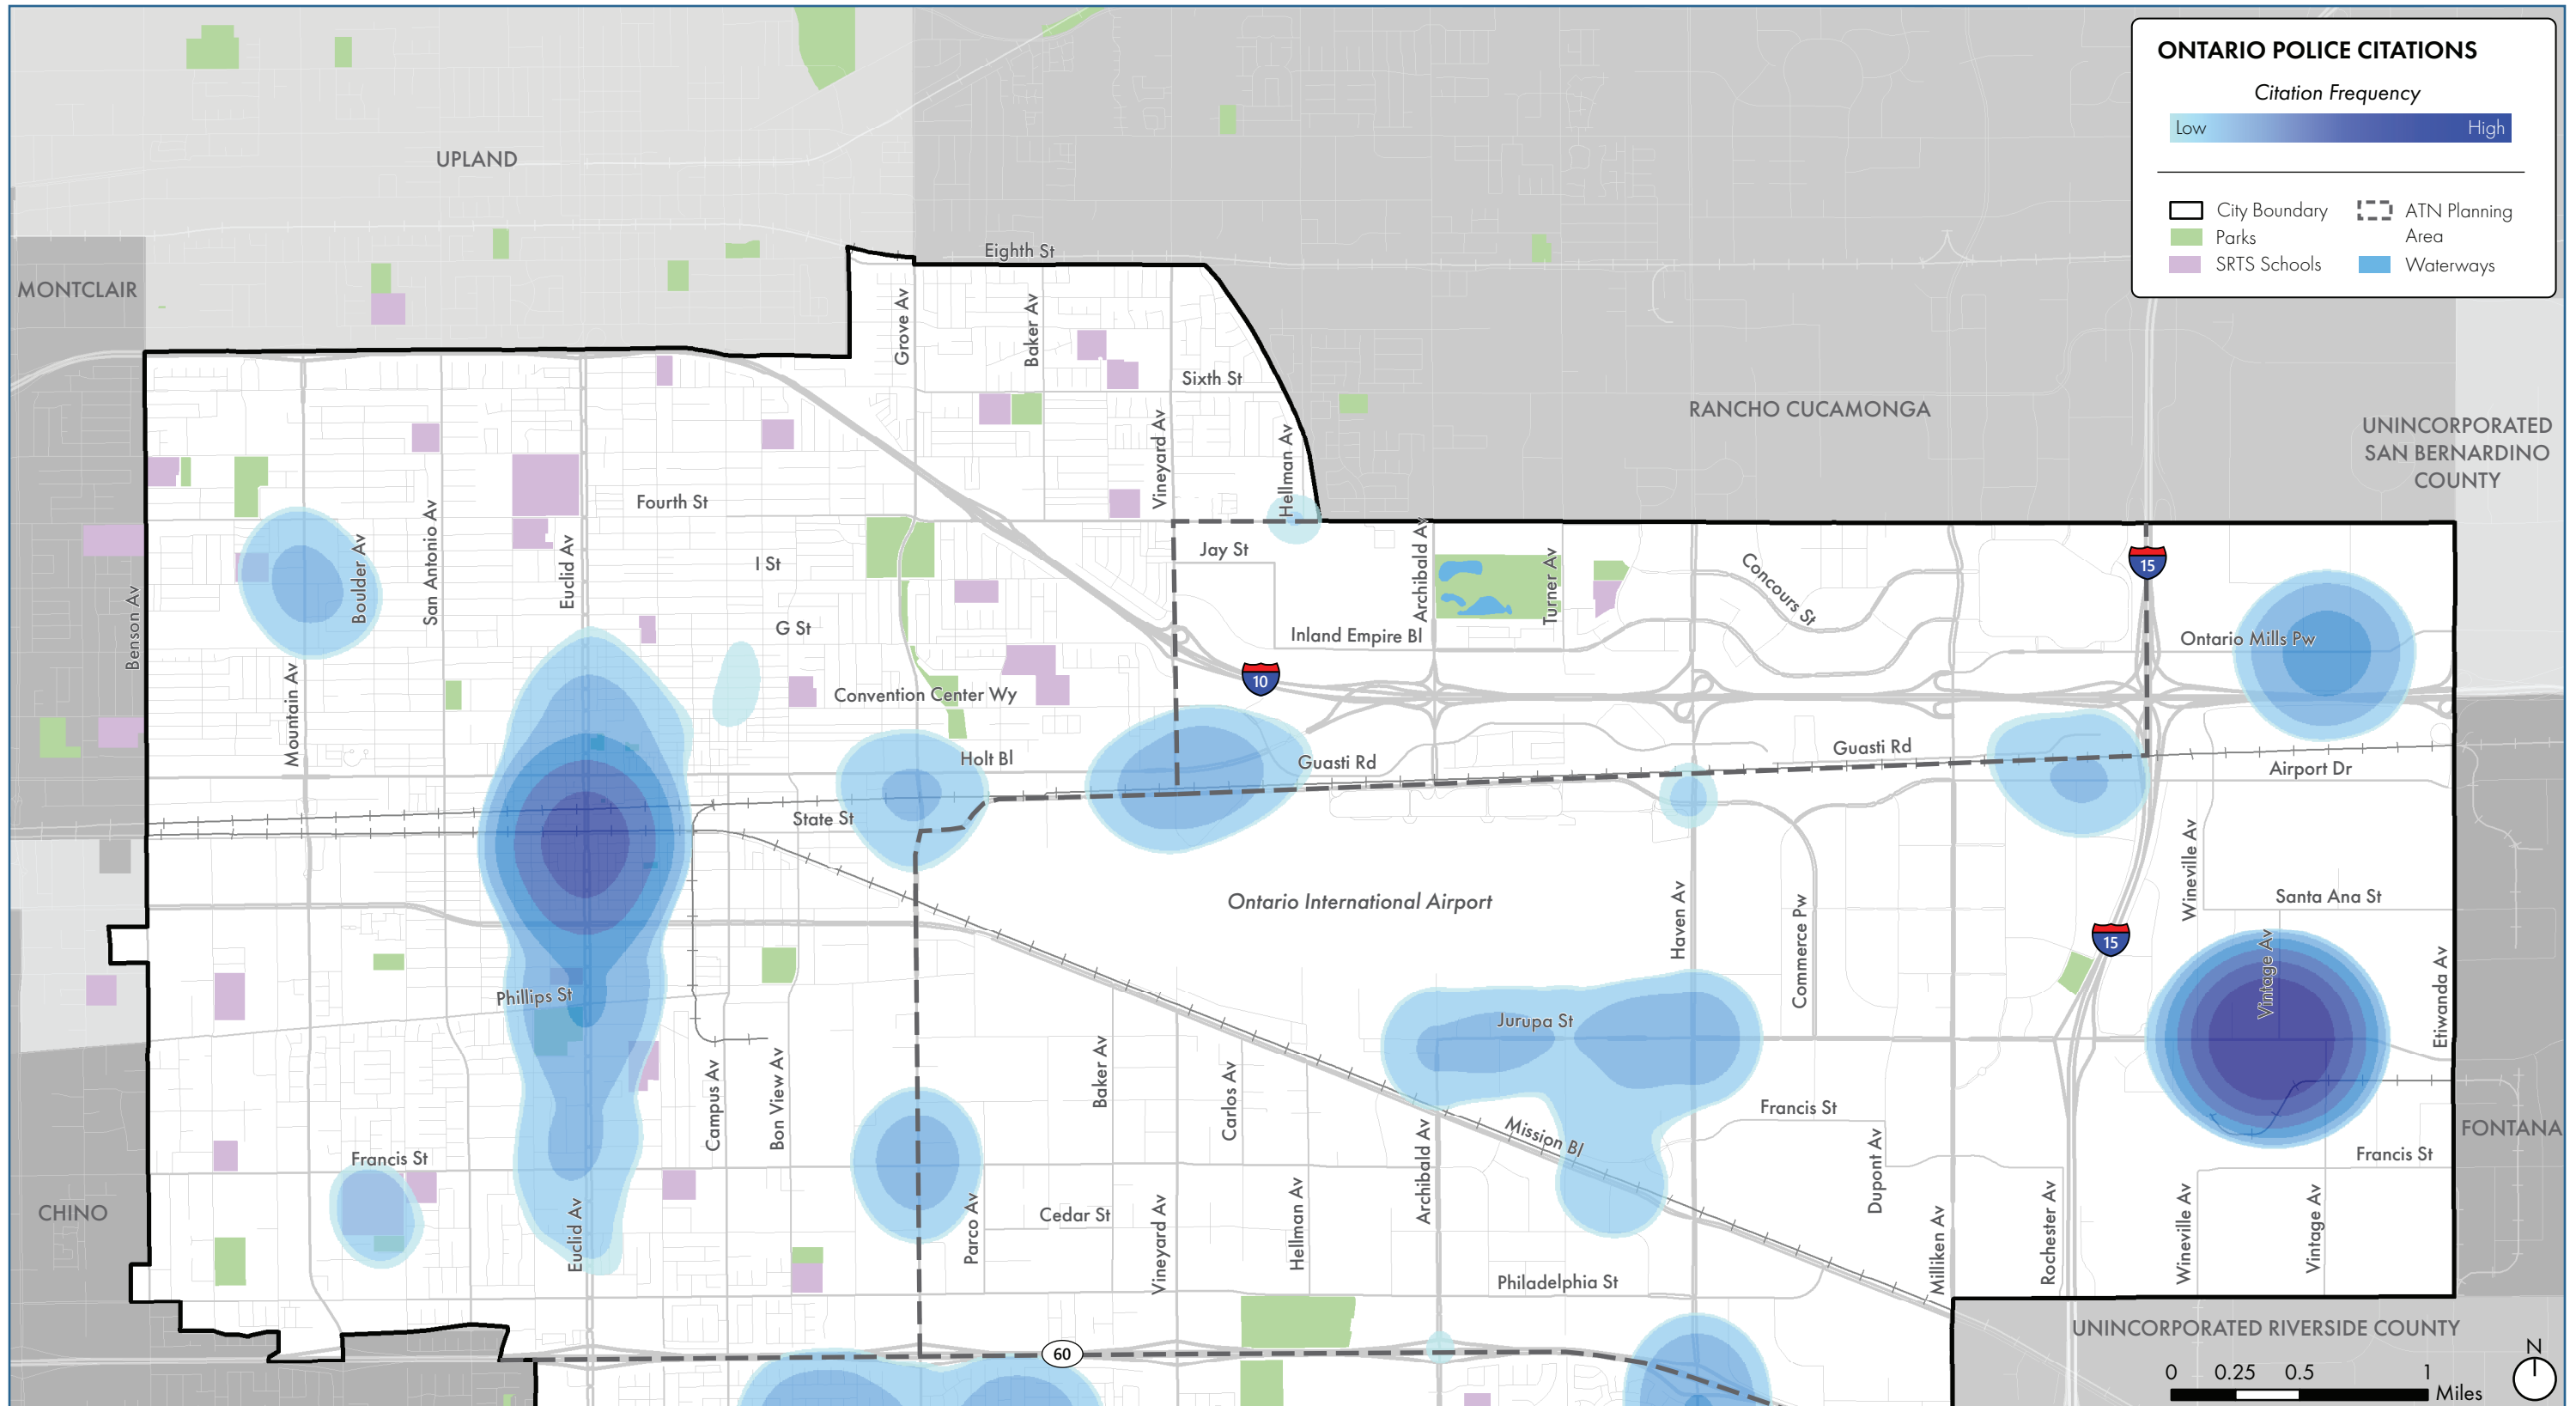 ONTARIO POLICE CITATIONS
Citation Frequency
Low
High
City Boundary
ATN Planning
Area
Parks
SRTS Schools
Waterways
UPLAND
MONTCLAIR
Eighth St
Grove Av
Baker Av
Sixth St
RANCHO CUCAMONGA
UNINCORPORATED
SAN BERNARDINO
COUNTY
Vineyard Av
Hellman Av
Fourth St
Benson Av
Boulder Av
San Antonio Av
Euclid Av
I St
Jay St
Archibald Av
Turner Av
Concours St
15
G St
Inland Empire Bl
Ontario Mills Pw
10
Mountain Av
Convention Center Wy
Holt Bl
Guasti Rd
Guasti Rd
Airport Dr
State St
Wineville Av
Ontario International Airport
Haven Av
Commerce Pw
Santa Ana St
15
Vintage Av
Etiwanda Av
Phillips St
Jurupa St
Campus Av
Bon View Av
Baker Av
Carlos Av
Francis St
Mission Bl
Dupont Av
FONTANA
Francis St
Francis St
CHINO
Euclid Av
Parco Av
Cedar St
Vineyard Av
Hellman Av
Archibald Av
Milliken Av
Rochester Av
Wineville Av
Vintage Av
Philadelphia St
60
UNINCORPORATED RIVERSIDE COUNTY
N
0 0.25 0.5 1
Miles